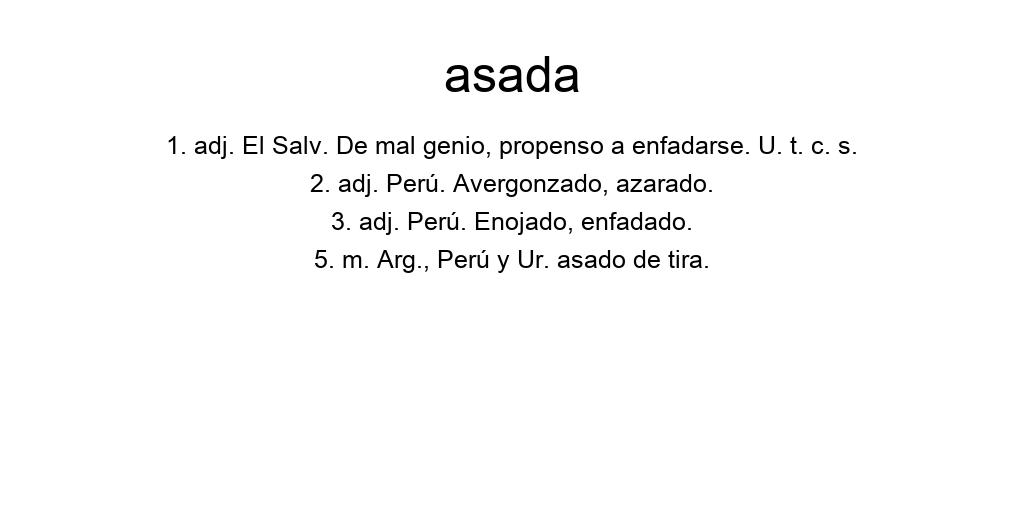 asada
1. adj. El Salv. De mal genio, propenso a enfadarse. U. t. c. s.
2. adj. Perú. Avergonzado, azarado.
3. adj. Perú. Enojado, enfadado.
5. m. Arg., Perú y Ur. asado de tira.